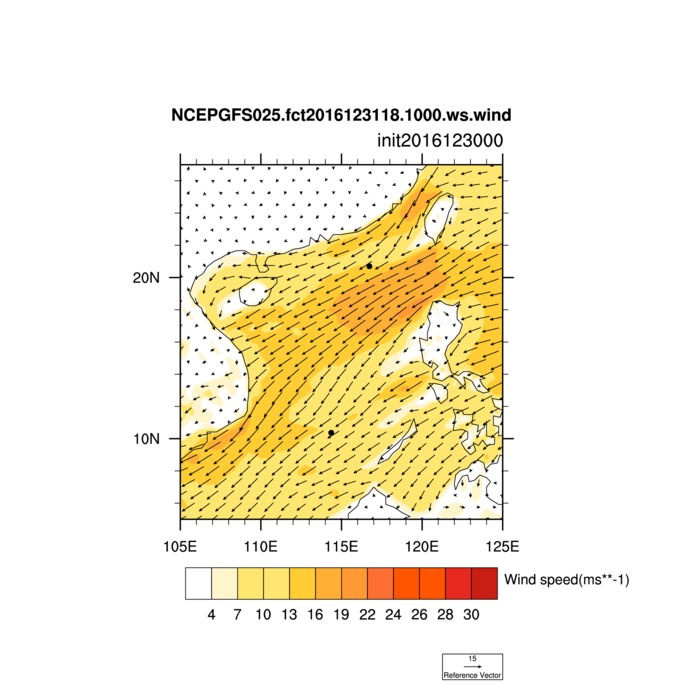 NCEPGFS025.fct2016123118.1000.ws.wind
init2016123000
20N
10N
105E 110E 115E 120E 125E
Wind speed(ms**-1)
4 7 10 13 16 19 22 24 26 28 30
15
Reference Vector